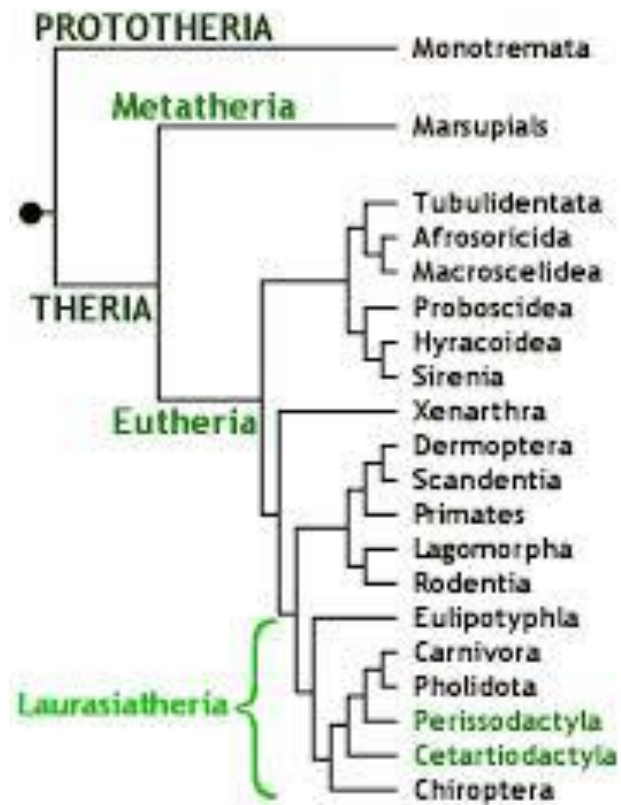 PROTOTHERIA
Monotremata
Metatheria
Marsupials
Tubulidentata
Afrosoricida
Macroscelidea
THERIA
Proboscidea
Hyracoidea
Sirenia
Eutheria
Xenarthra
Dermoptera
Scandentia
Primates
Lagomorpha
Rodentia
Eulipotyphla
Carnivora
Pholidota
Laurasiatheria
Perissodactyla
Cetartiodactyla
Chiroptera